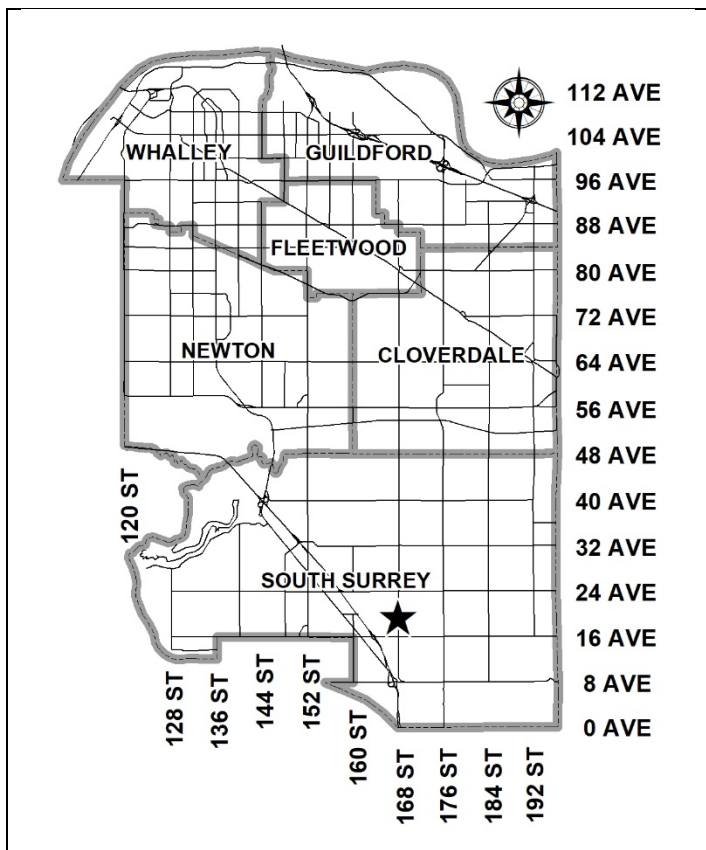 112 AVE
104 AVE
WHALLEY
GUILDFORD
96 AVE
88 AVE
FLEETWOOD
80 AVE
72 AVE
NEWTON
CLOVERDALE
64 AVE
56 AVE
48 AVE
120 ST
40 AVE
32 AVE
SOUTH SURREY
24 AVE
16 AVE
128 ST
136 ST
144 ST
152 ST
8 AVE
160 ST
168 ST
176 ST
184 ST
192 ST
0 AVE